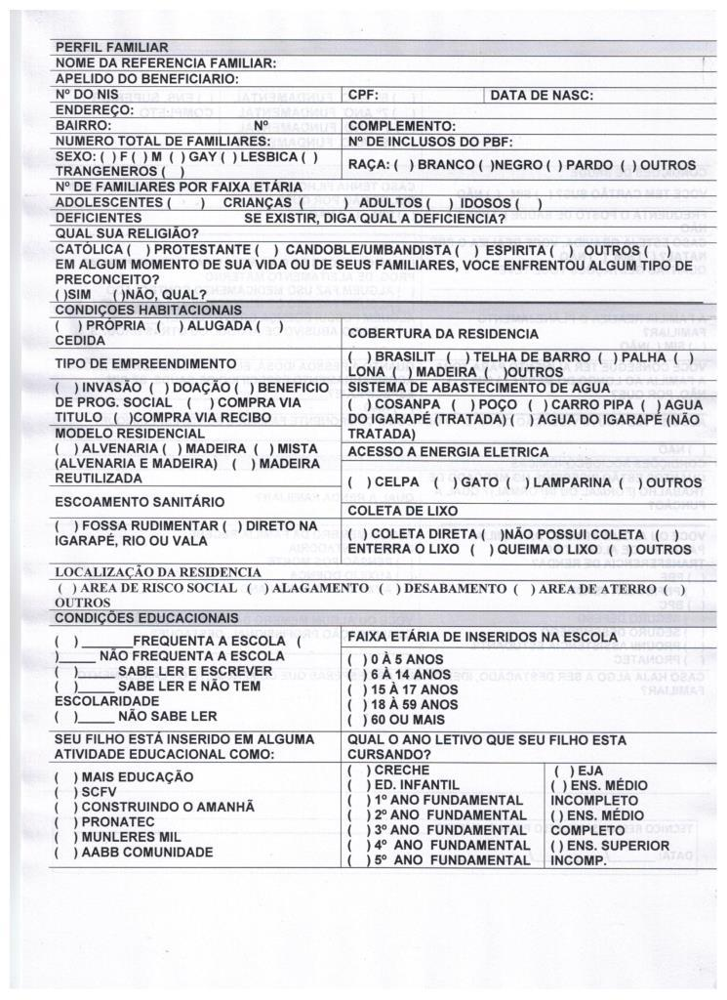 PERFIL FAMILIAR
NOME DA REFERENCIA FAMILIAR:
APELIDO DO BENEFICIARIO:
Nº DO NIS CPF: DATA DE NASC:
ENDEREÇO:
BAIRRO: Nº COMPLEMENTO:
NUMERO TOTAL DE FAMILIARES: Nº DE INCLUSOS DO PBF:
SEXO: ( ) F ( ) M ( ) GAY ( ) LESBICA ( )
TRANGENEROS ( )
RAÇA: ( ) BRANCO ( )NEGRO ( ) PARDO ( ) OUTROS
Nº DE FAMILIARES POR FAIXA ETÁRIA
ADOLESCENTES ( ) CRIANÇAS ( ) ADULTOS ( ) IDOSOS ( )
DEFICIENTES SE EXISTIR, DIGA QUAL A DEFICIENCIA?
QUAL SUA RELIGIÃO?
CATÓLICA ( ) PROTESTANTE ( ) CANDOBLE/UMBANDISTA ( ) ESPIRITA ( ) OUTROS (
EM ALGUM MOMENTO DE SUA VIDA OU DE SEUS FAMILIARES, VOCE ENFRENTOU ALGUM TIPO DE
PRECONCEITO?
( )SIM ( )NÃO, QUAL?
CONDIÇOES HABITACIONAIS
( ) PRÓPRIA ( ) ALUGADA ( )
CEDIDA
TIPO DE EMPREENDIMENTO
( ) INVASÃO ( ) DOAÇÃO ( ) BENEFICIO
DE PROG. SOCIAL ( ) COMPRA VIA
TITULO ( )COMPRA VIA RECIBO
MODELO RESIDENCIAL
( ) ALVENARIA ( ) MADEIRA ( ) MISTA
(ALVENARIA E MADEIRA) ( ) MADEIRA
REUTILIZADA
ESCOAMENTO SANITÁRIO
( ) FOSSA RUDIMENTAR ( ) DIRETO NA
IGARAPÉ, RIO OU VALA
COBERTURA DA RESIDENCIA
( ) BRASILIT ( ) TELHA DE BARRO ( ) PALHA ( )
LONA ( ) MADEIRA ( )OUTROS
SISTEMA DE ABASTECIMENTO DE AGUA
( ) COSANPA ( ) POÇO ( ) CARRO PIPA ( ) AGUA
DO IGARAPÉ (TRATADA) ( ) AGUA DO IGARAPÉ (NÃO
TRATADA)
ACESSO A ENERGIA ELETRICA
( ) CELPA ( ) GATO ( ) LAMPARINA ( ) OUTROS
COLETA DE LIXO
( ) COLETA DIRETA ( )NÃO POSSUI COLETA ( )
ENTERRA O LIXO ( ) QUEIMA O LIXO ( ) OUTROS
LOCALIZAÇÃO DA RESIDENCIA
( ) AREA DE RISCO SOCIAL ( ) ALAGAMENTO ( ) DESABAMENTO ( ) AREA DE ATERRO ( )
OUTROS
CONDIÇÕES EDUCACIONAIS
( )_______FREQUENTA A ESCOLA (
)_____ NÃO FREQUENTA A ESCOLA
( )_____ SABE LER E ESCREVER
( )_____ SABE LER E NÃO TEM
ESCOLARIDADE
( )_____ NÃO SABE LER
FAIXA ETÁRIA DE INSERIDOS NA ESCOLA
( ) 0 À 5 ANOS
( ) 6 À 14 ANOS
( ) 15 À 17 ANOS
( ) 18 À 59 ANOS
( ) 60 OU MAIS
SEU FILHO ESTÁ INSERIDO EM ALGUMA
ATIVIDADE EDUCACIONAL COMO:
( ) MAIS EDUCAÇÃO
( ) SCFV
( ) CONSTRUINDO O AMANHÃ
( ) PRONATEC
( ) MUNLERES MIL
( ) AABB COMUNIDADE
QUAL O ANO LETIVO QUE SEU FILHO ESTA
CURSANDO?
( ) CRECHE
( ) ED. INFANTIL
( ) 1º ANO FUNDAMENTAL
( ) 2º ANO FUNDAMENTAL
( ) 3º ANO FUNDAMENTAL
( ) 4º ANO FUNDAMENTAL
( ) 5º ANO FUNDAMENTAL
( ) EJA
( ) ENS. MÉDIO
INCOMPLETO
( ) ENS. MÉDIO
COMPLETO
( ) ENS. SUPERIOR
INCOMP.